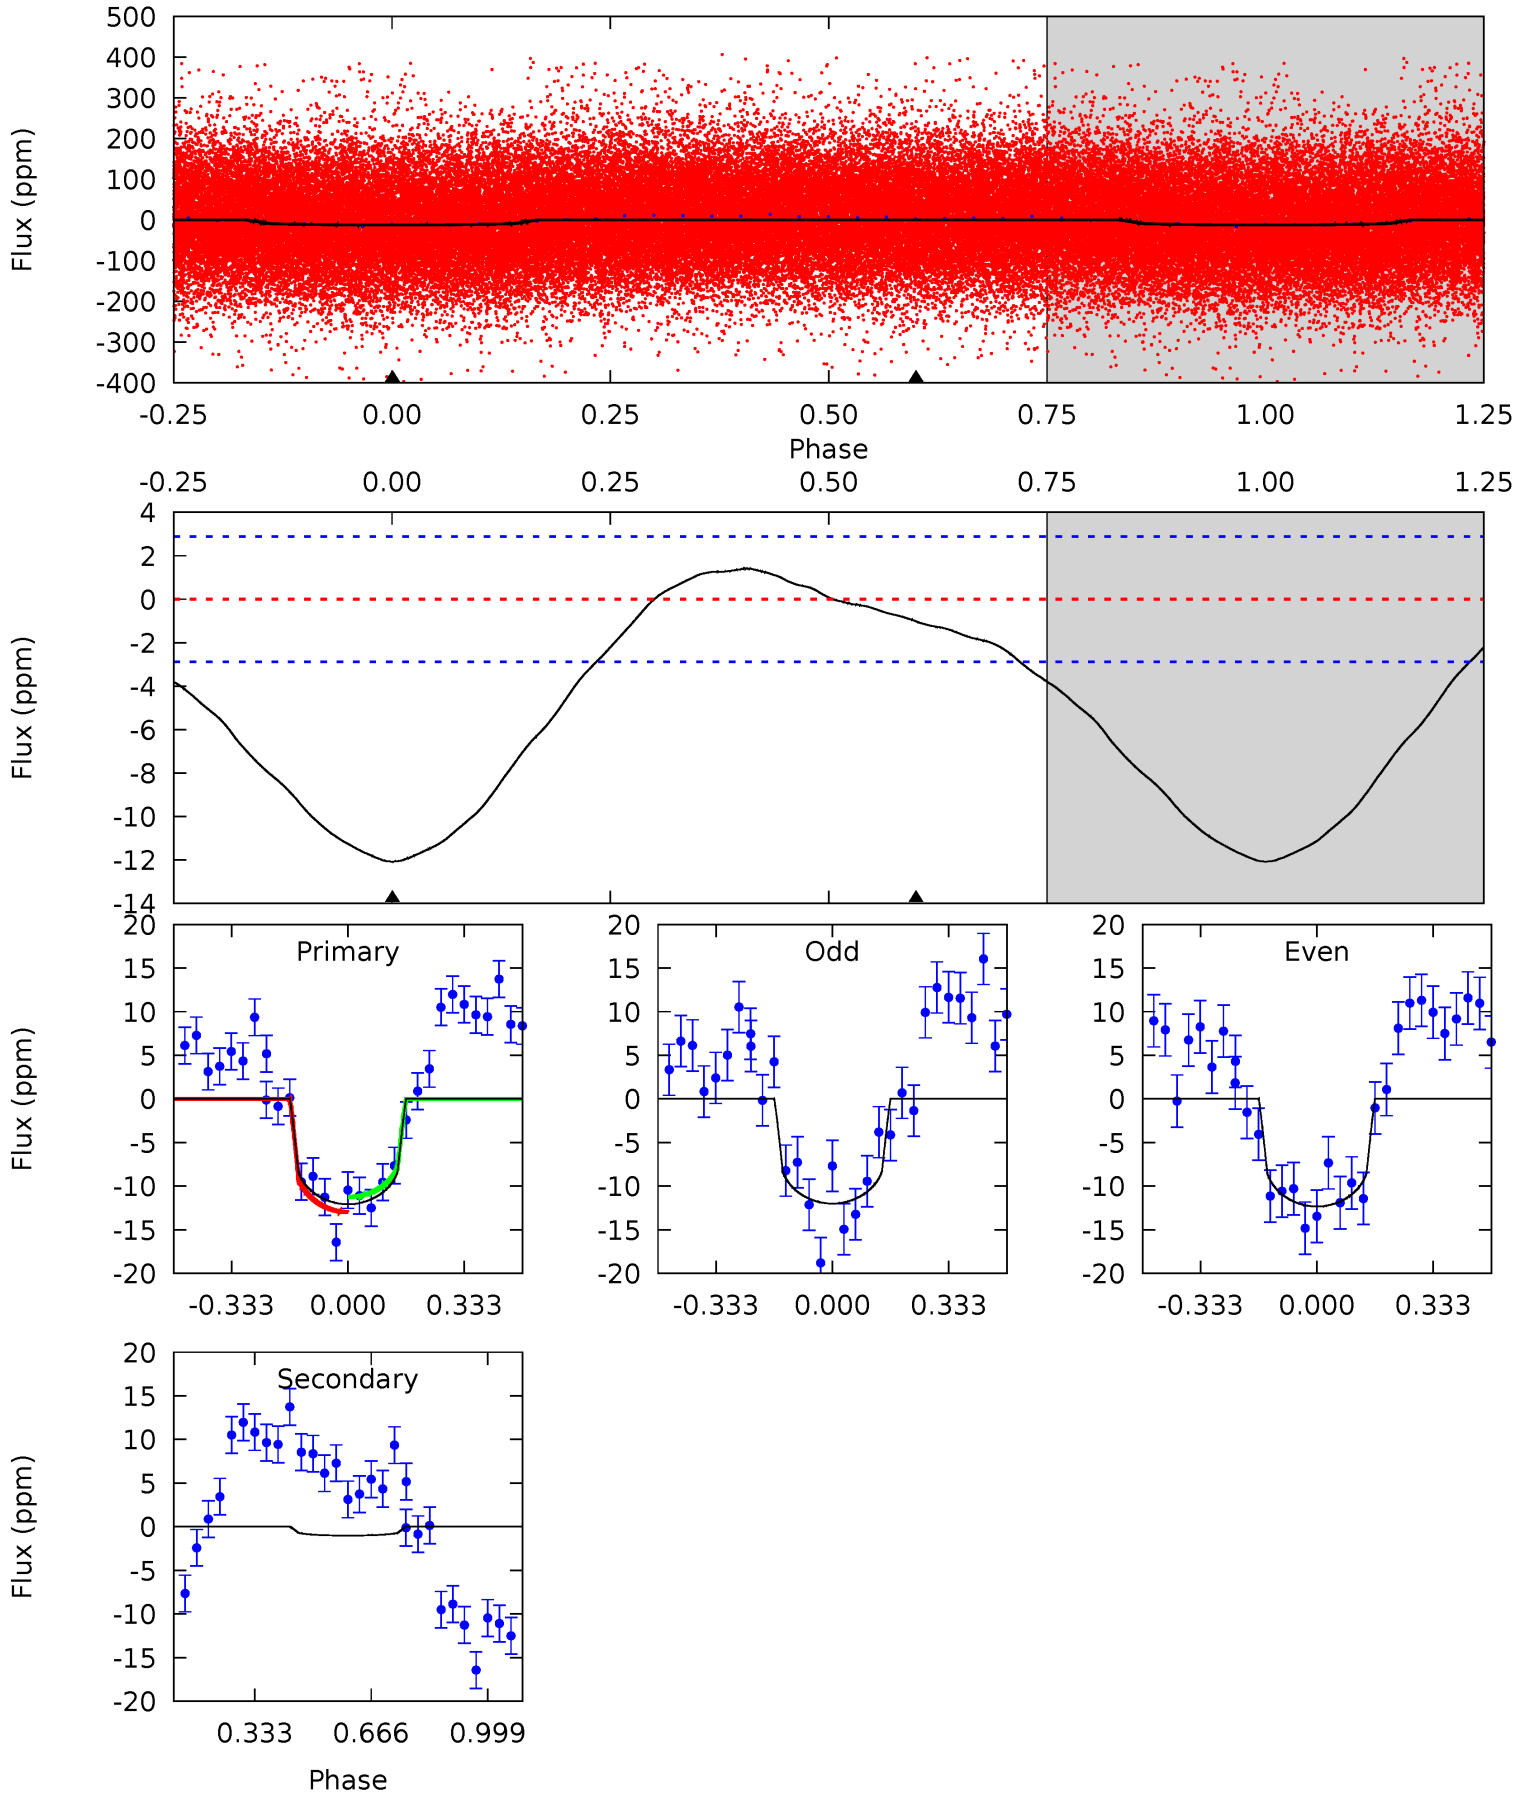 500
400
300
200
100
0
-100
-200
-300
-400
Flux (ppm)
-0.25 0.00 0.25 0.50 0.75 1.00 1.25
Phase
-0.25 0.00 0.25 0.50 0.75 1.00 1.25
4
2
0
-2
-4
-6
-8
-10
-12
-14
Flux (ppm)
Primary Odd Even
20 20 20
15 15 15
10 10 10
5 5 5
0 0 0
-5 -5 -5
-10 -10 -10
-15 -15 -15
-20 -20 -20
Flux (ppm)
-0.333 0.000 0.333 -0.333 0.000 0.333 -0.333 0.000 0.333
Secondary
20
15
10
5
0
-5
-10
-15
-20
Flux (ppm)
0.333 0.666 0.999
Phase